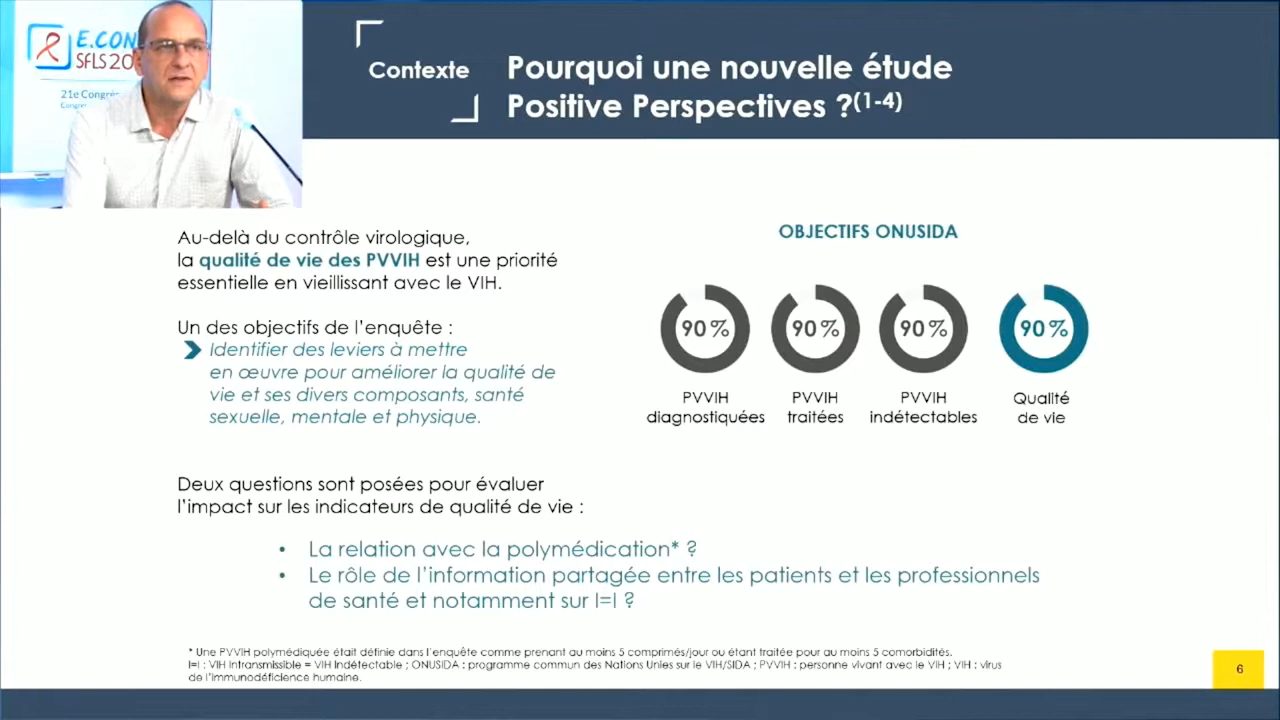 E.CON
SFLS20
21e Congrès
Contexte
Pourquoi une nouvelle étude
Positive Perspectives ?(1-4)
Au-delà du contrôle virologique,
la qualité de vie des PVVIH est une priorité
essentielle en vieillissant avec le VIH.
Un des objectifs de l'enquête :
Identifier des leviers à mettre
en œuvre pour améliorer la qualité de
vie et ses divers composants, santé
sexuelle, mentale et physique.
OBJECTIFS ONUSIDA
90% 90% 90% 90%
PVVIH diagnostiquées
PVVIH traitées
PVVIH indétectables
Qualité de vie
Deux questions sont posées pour évaluer
l'impact sur les indicateurs de qualité de vie :
• La relation avec la polymédication* ?
• Le rôle de l'information partagée entre les patients et les professionnels
de santé et notamment sur I=I ?
* Une PVVIH polymédiquée était définie dans l'enquête comme prenant au moins 5 comprimés/jour ou étant traitée pour au moins 5 comorbidités.
I=I : VIH Intransmissible = VIH Indétectable ; ONUSIDA : programme commun des Nations Unies sur le VIH/SIDA ; PVVIH : personne vivant avec le VIH ; VIH : virus
de l'immunodéficience humaine.
6